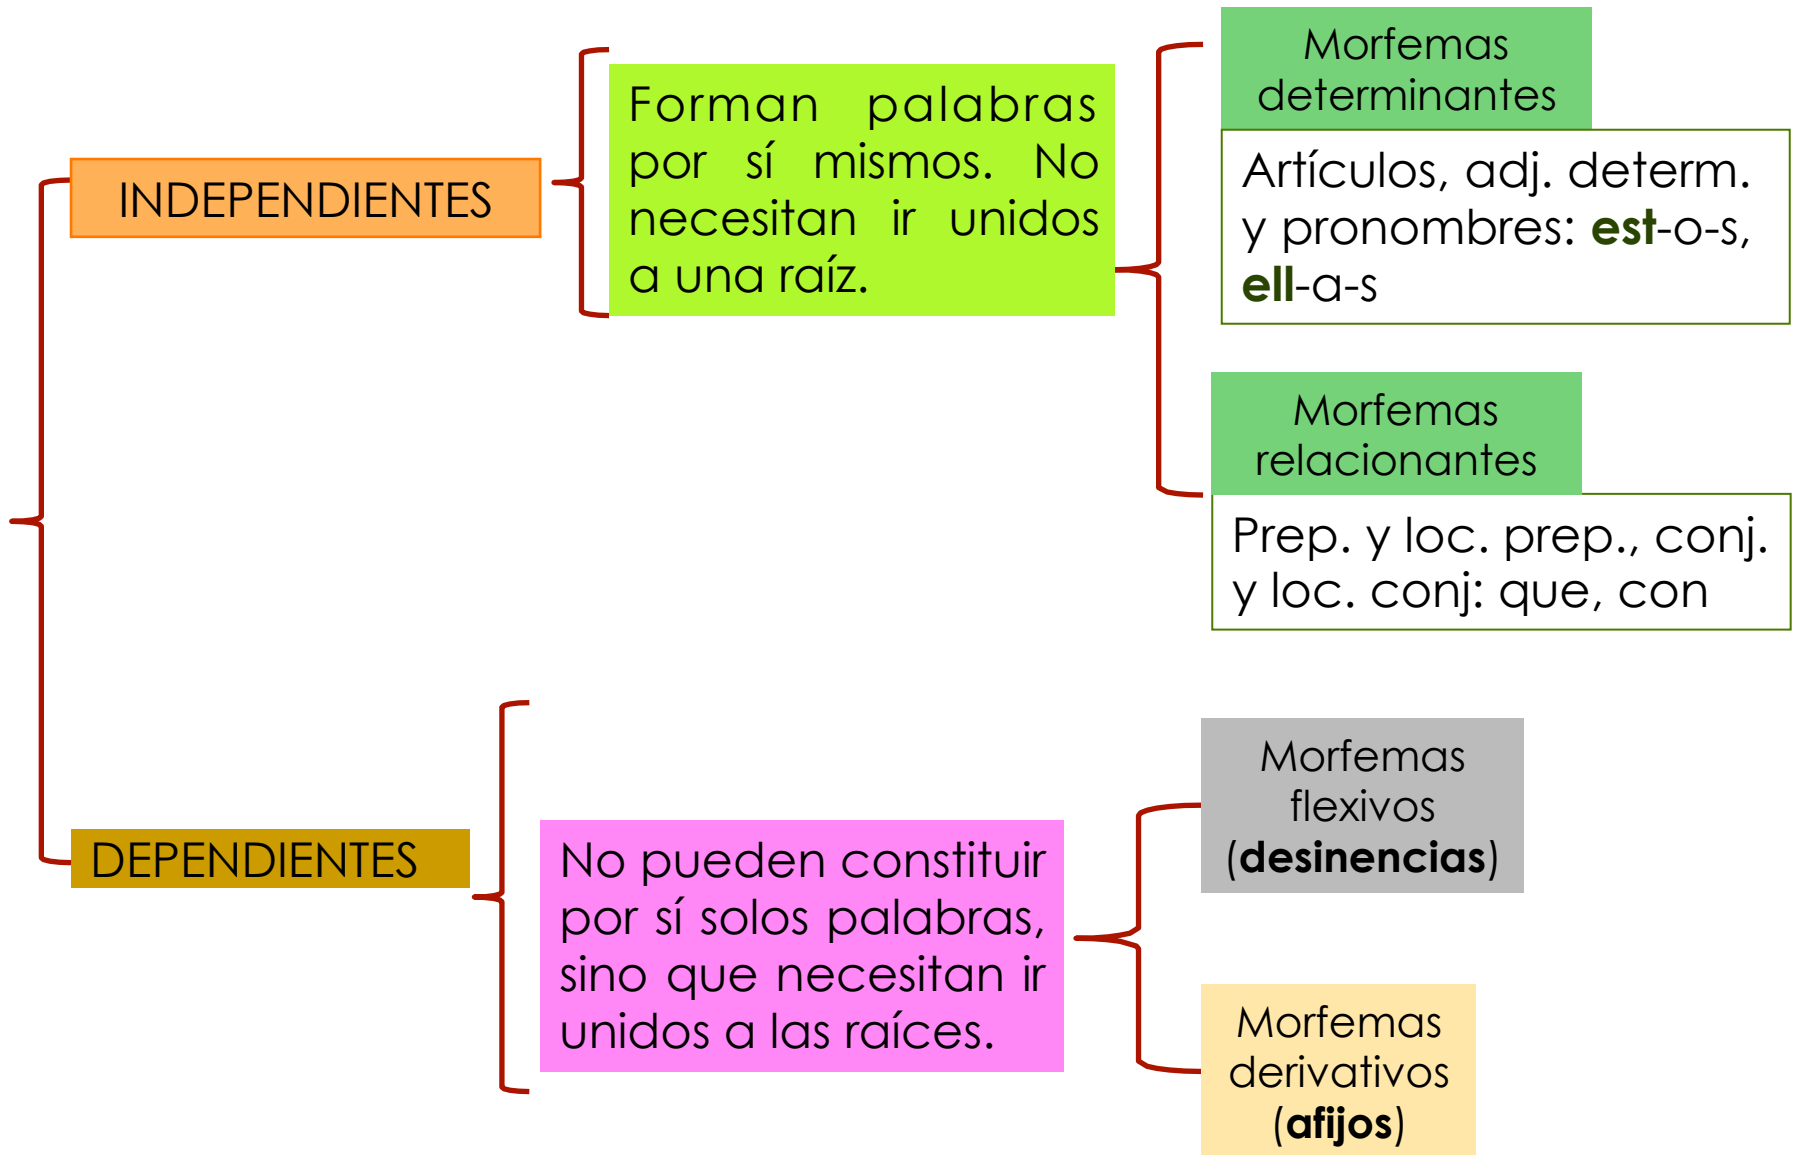 INDEPENDIENTES
Forman palabras
por sí mismos. No
necesitan ir unidos
a una raíz.
Morfemas
determinantes
Artículos, adj. determ.
y pronombres: est-o-s,
ell-a-s
Morfemas
relacionantes
Prep. y loc. prep., conj.
y loc. conj: que, con
DEPENDIENTES
No pueden constituir
por sí solos palabras,
sino que necesitan ir
unidos a las raíces.
Morfemas
flexivos
(desinencias)
Morfemas
derivativos
(afijos)